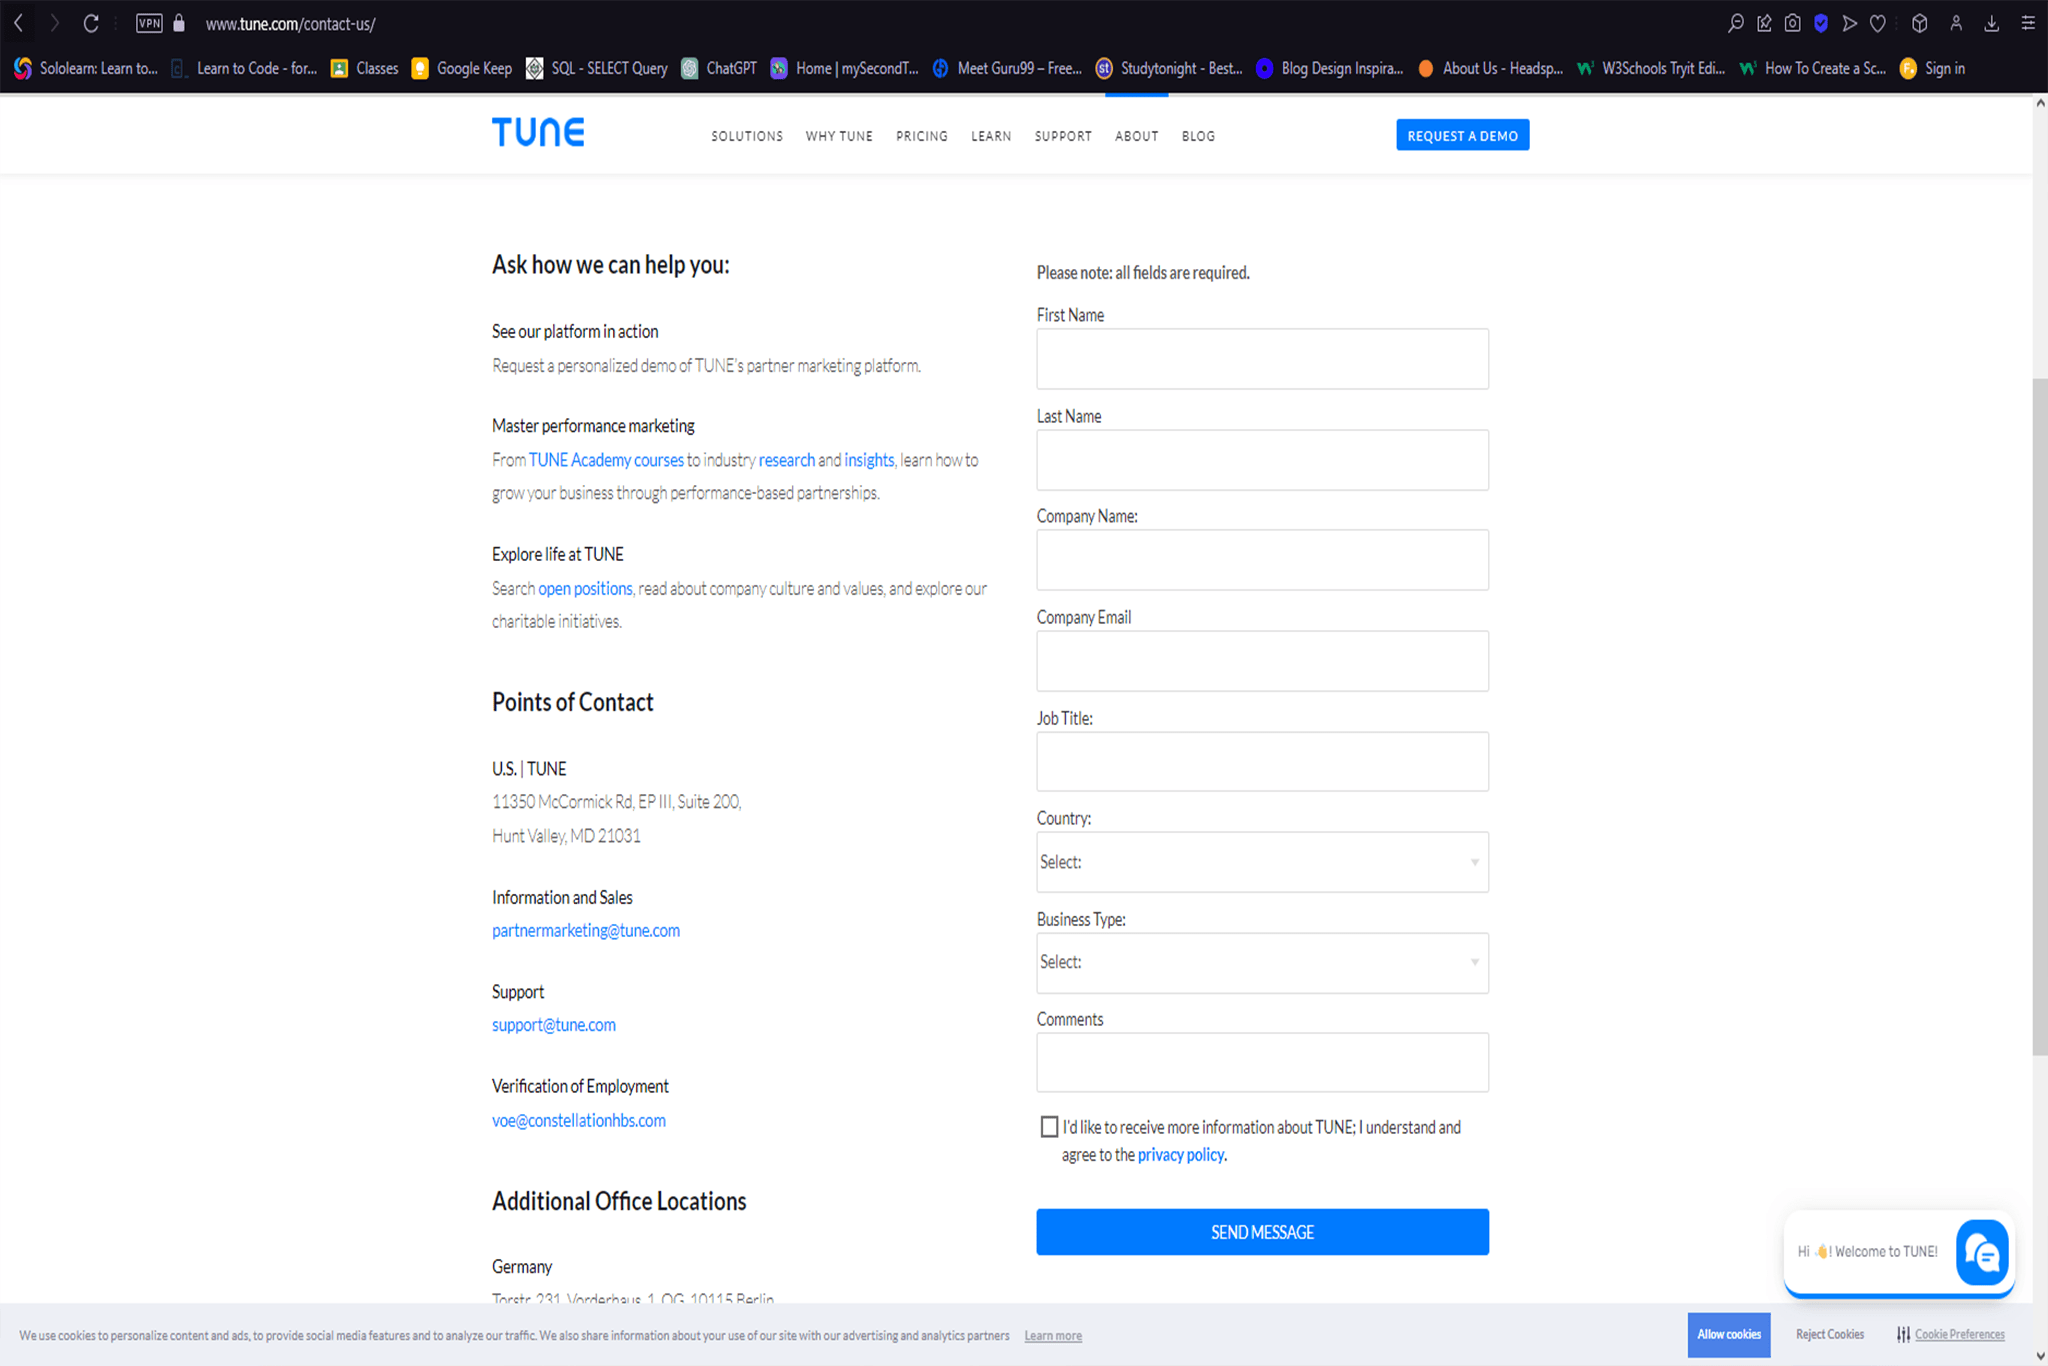 VPN www.tune.com/contact-us/
Sololearn: Learn to... Learn to Code - for... Classes Google Keep SQL - SELECT Query ChatGPT Home | mySecondT... Meet Guru99 – Free... Studytonight - Best... Blog Design Inspira... About Us - Headsp... W3Schools Tryit Edi... How To Create a Sc... Sign in
TUNE SOLUTIONS WHY TUNE PRICING LEARN SUPPORT ABOUT BLOG REQUEST A DEMO
Ask how we can help you:
See our platform in action
Request a personalized demo of TUNE's partner marketing platform.
Master performance marketing
From TUNE Academy courses to industry research and insights, learn how to
grow your business through performance-based partnerships.
Explore life at TUNE
Search open positions, read about company culture and values, and explore our
charitable initiatives.
Points of Contact
U.S. | TUNE
11350 McCormick Rd, EP III, Suite 200,
Hunt Valley, MD 21031
Information and Sales
partnermarketing@tune.com
Support
support@tune.com
Verification of Employment
voe@constellationhbs.com
Additional Office Locations
Germany
Torstr. 231, Vorderhaus, 1. OG, 10115 Berlin
Please note: all fields are required.
First Name
Last Name
Company Name:
Company Email
Job Title:
Country:
Select:
Business Type:
Select:
Comments
I'd like to receive more information about TUNE; I understand and
agree to the privacy policy.
SEND MESSAGE
Hi 👋! Welcome to TUNE!
We use cookies to personalize content and ads, to provide social media features and to analyze our traffic. We also share information about your use of our site with our advertising and analytics partners Learn more Allow cookies Reject Cookies Cookie Preferences